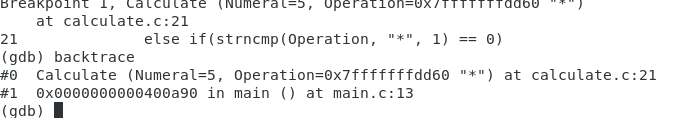 Breakpoint 1, Calculate (Numeral=5, Operation=0x7fffffffdd60 "*")
    at calculate.c:21
21              else if(strncmp(Operation, "*", 1) == 0)
(gdb) backtrace
#0  Calculate (Numeral=5, Operation=0x7fffffffdd60 "*") at calculate.c:21
#1  0x0000000000400a90 in main () at main.c:13
(gdb)